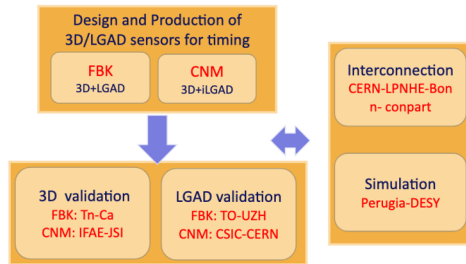 Design and Production of
3D/LGAD sensors for timing
FBK
3D+LGAD
CNM
3D+iLGAD
Interconnection
CERN-LPNHE-Bon
n- conpart
Simulation
Perugia-DESY
3D validation
FBK: Tn-Ca
CNM: IFAE-JSI
LGAD validation
FBK: TO-UZH
CNM: CSIC-CERN